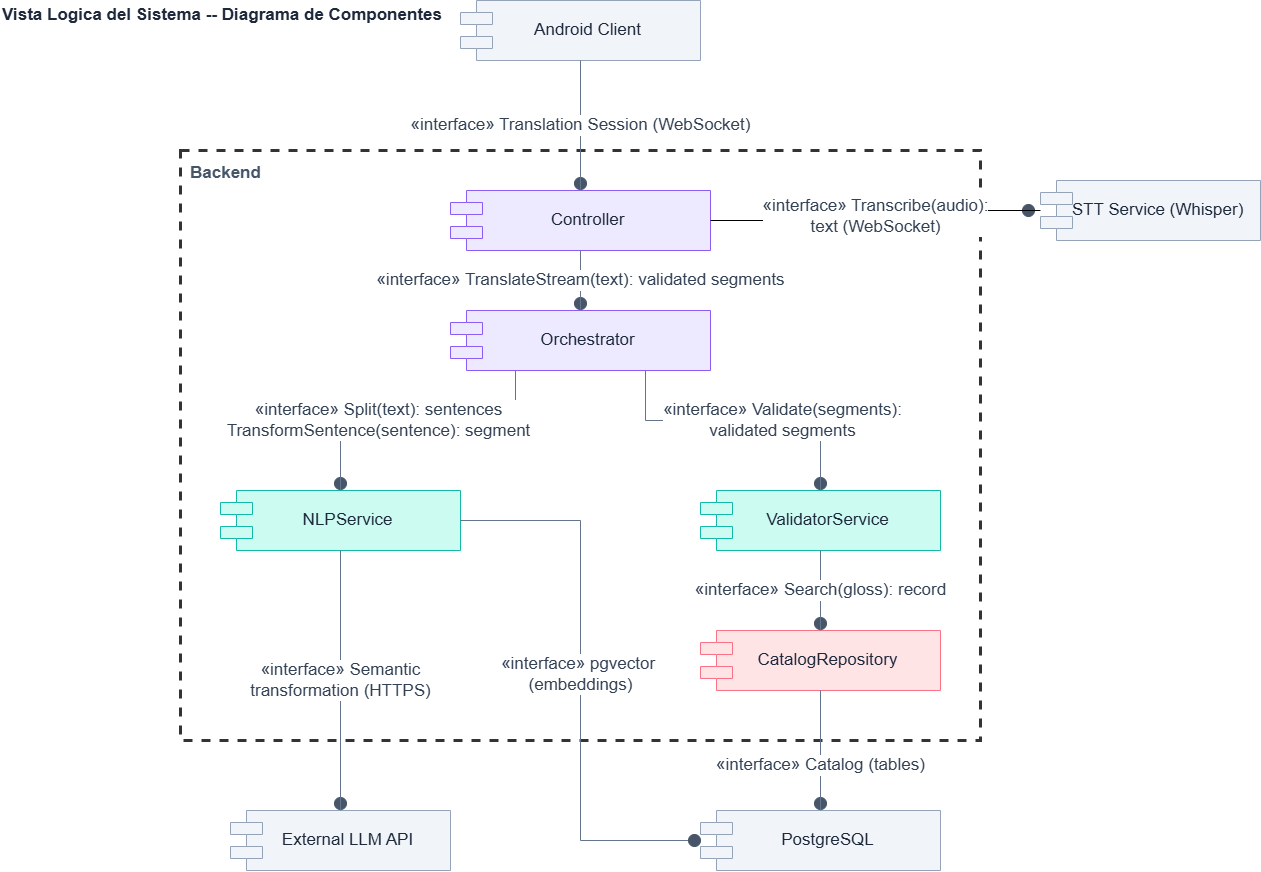 Vista Logica del Sistema -- Diagrama de Componentes
Android Client
«interface» Translation Session (WebSocket)
Backend
Controller
«interface» Transcribe(audio):
text (WebSocket)
STT Service (Whisper)
«interface» TranslateStream(text): validated segments
Orchestrator
«interface» Split(text): sentences
TransformSentence(sentence): segment
«interface» Validate(segments):
validated segments
NLPService
ValidatorService
«interface» Search(gloss): record
CatalogRepository
«interface» Semantic
transformation (HTTPS)
«interface» pgvector
(embeddings)
«interface» Catalog (tables)
External LLM API
PostgreSQL